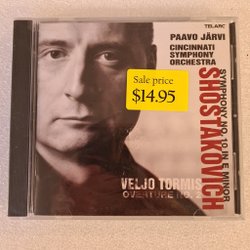 TELARC
PAAVO JÄRVI
CINCINNATI
SYMPHONY
ORCHESTRA
Sale price
$14.95
SHOSTAKOVICH
SYMPHONY NO. 10 IN E MINOR
VELJO TORMIS
OVERTURE NO. 2